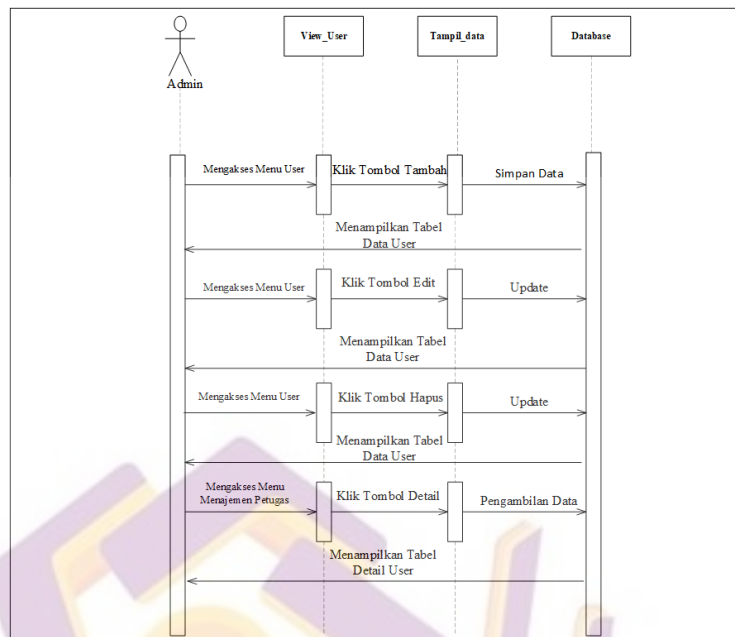 View_User
Tampil_data
Database
Admin
Mengakses Menu User
Klik Tombol Tambah
Simpan Data
Menampilkan Tabel
Data User
Mengakses Menu User
Klik Tombol Edit
Update
Menampilkan Tabel
Data User
Mengakses Menu User
Klik Tombol Hapus
Update
Menampilkan Tabel
Data User
Mengakses Menu
Menajemen Petugas
Klik Tombol Detail
Pengambilan Data
Menampilkan Tabel
Detail User